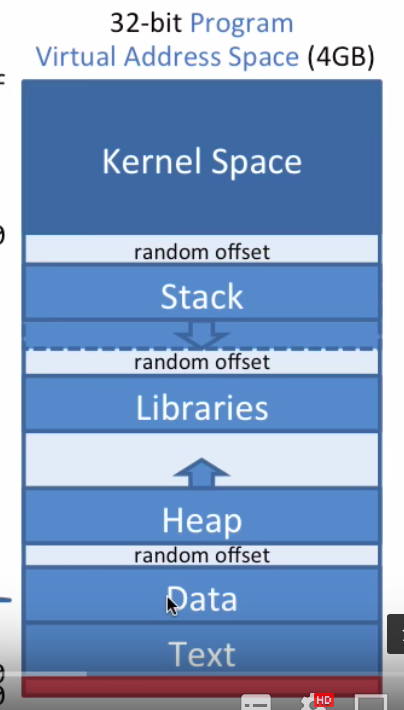 32-bit Program
Virtual Address Space (4GB)
Kernel Space
random offset
Stack
random offset
Libraries
Heap
random offset
Data
Text
HD